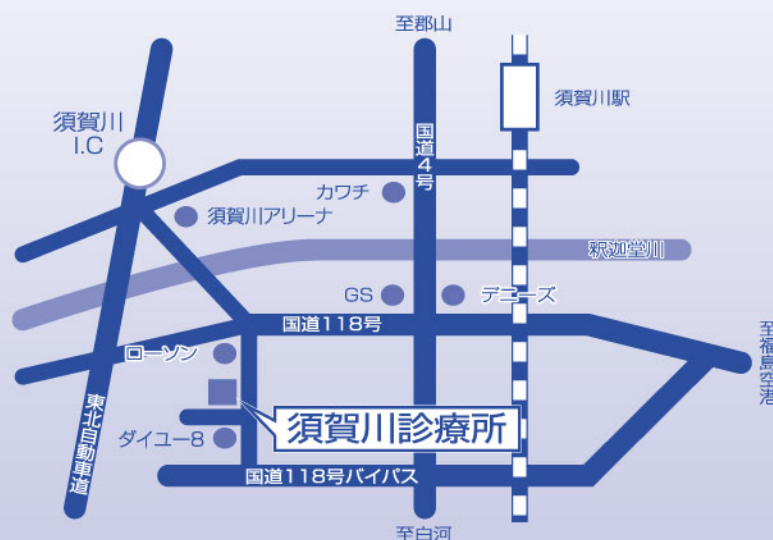 至郡山
須賀川駅
須賀川
I.C
国道4号
カワチ
須賀川アリーナ
釈迦堂川
GS
デニーズ
国道118号
至福島空港
ローソン
須賀川診療所
東北自動車道
ダイユー8
国道118号バイパス
至白河